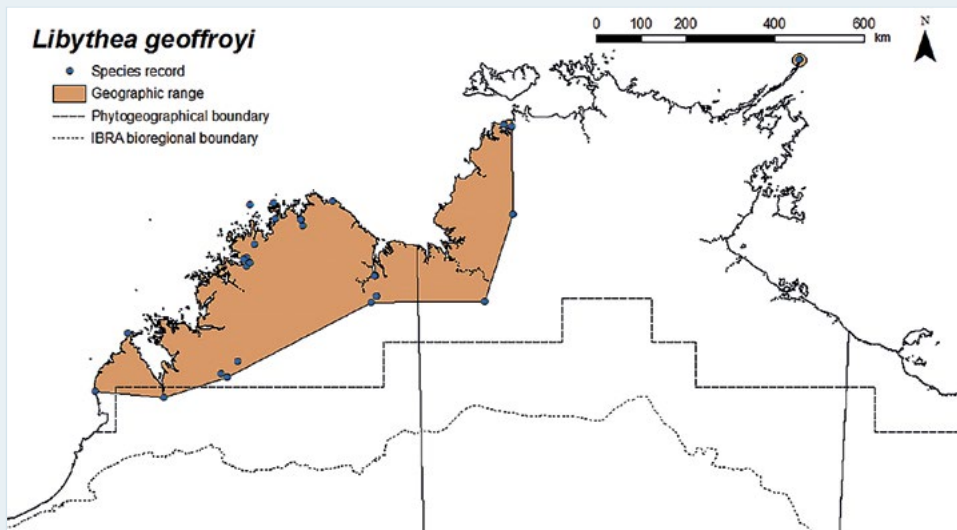 Libythea geoffroyi
Species record
Geographic range
Phytogeographical boundary
IBRA bioregional boundary
0 100 200 400 600
km
N